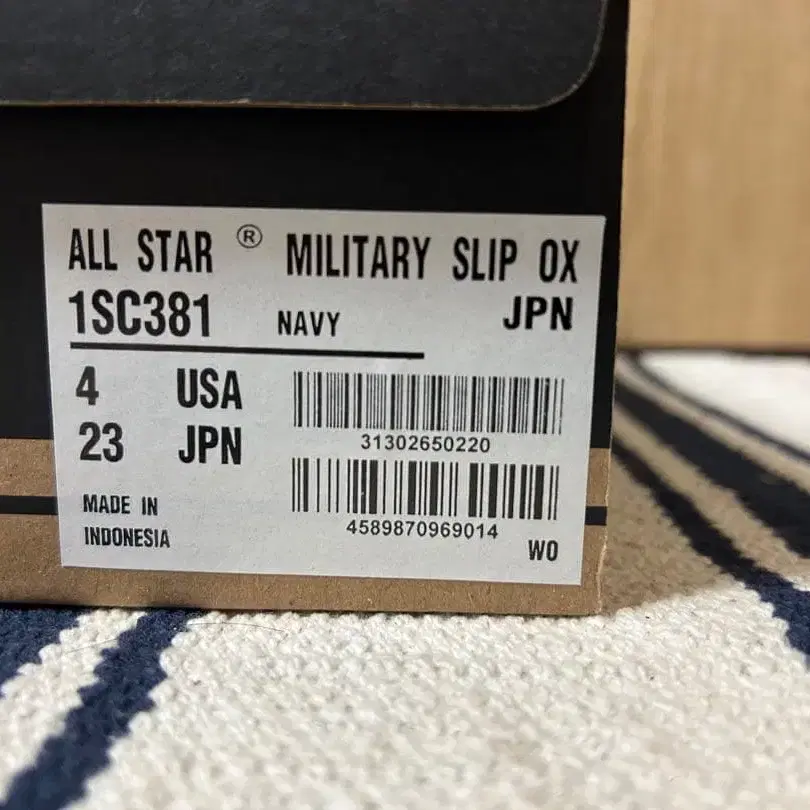 ALL STAR ® MILITARY SLIP OX
1SC381 NAVY JPN
4 USA
23 JPN
31302650220
4589870969014
MADE IN
INDONESIA
WO